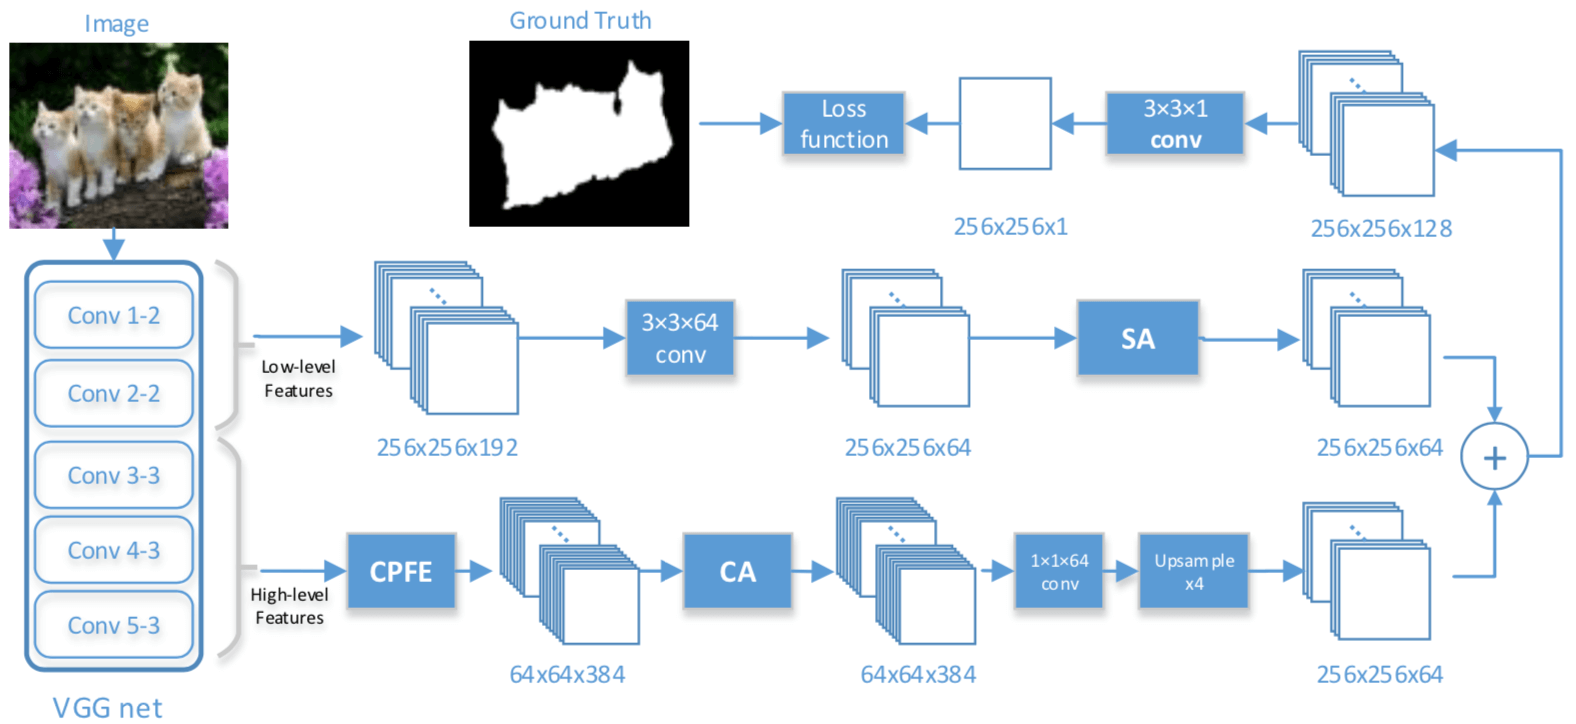 Image
Ground Truth
Loss
function
3×3×1
conv
256x256x1
256x256x128
Conv 1-2
Conv 2-2
Conv 3-3
Conv 4-3
Conv 5-3
VGG net
Low-level
Features
256x256x192
3×3×64
conv
256x256x64
SA
256x256x64
+
High-level
Features
CPFE
64x64x384
CA
64x64x384
1×1×64
conv
Upsample
x4
256x256x64